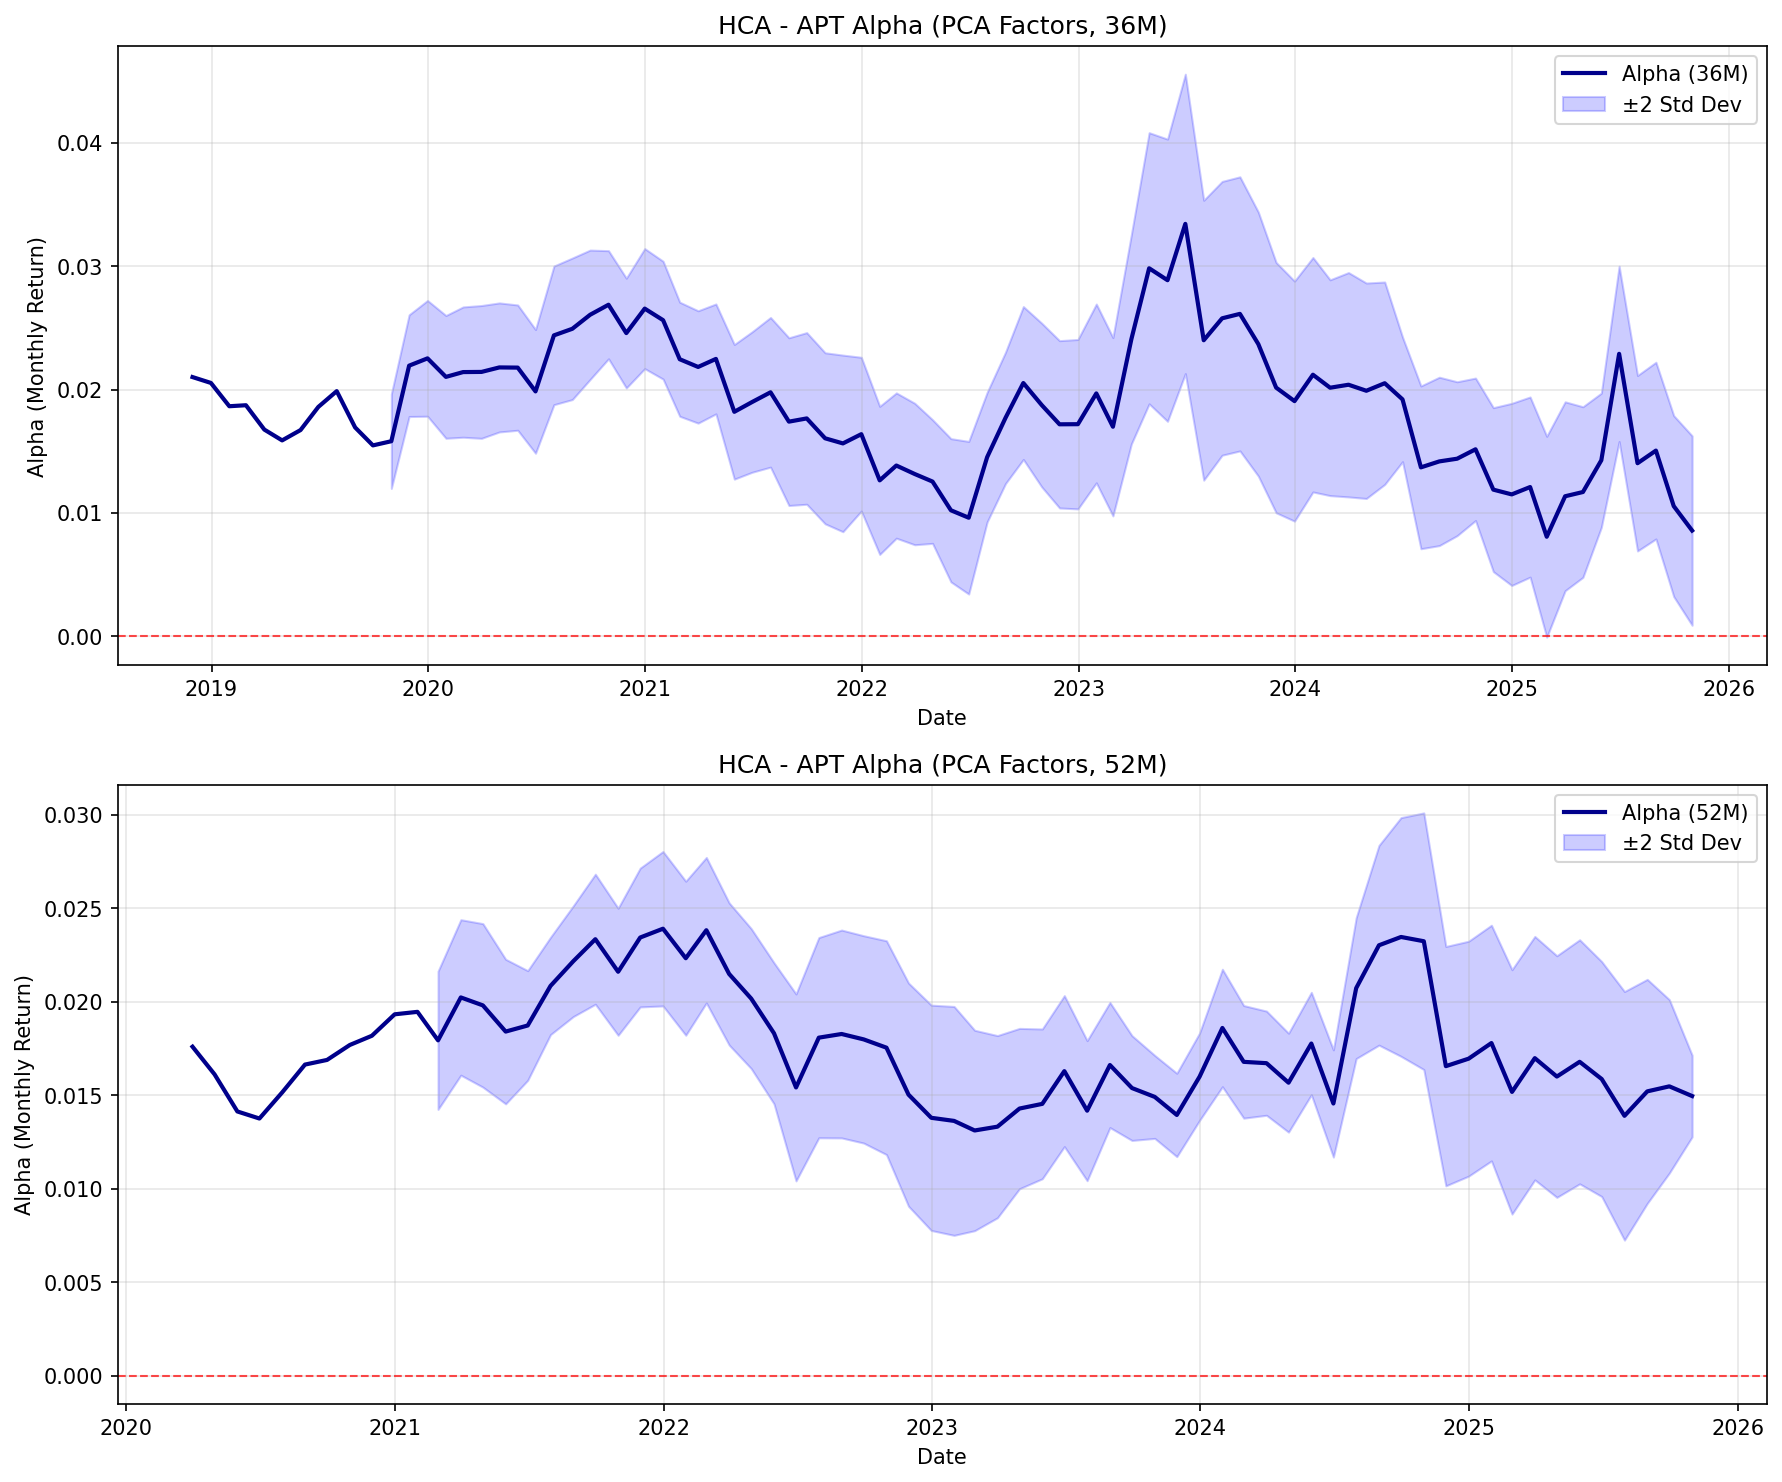 HCA - APT Alpha (PCA Factors, 36M)
Alpha (Monthly Return)
0.04
0.03
0.02
0.01
0.00
Alpha (36M)
±2 Std Dev
2019 2020 2021 2022 2023 2024 2025 2026
Date
HCA - APT Alpha (PCA Factors, 52M)
Alpha (Monthly Return)
0.030
0.025
0.020
0.015
0.010
0.005
0.000
Alpha (52M)
±2 Std Dev
2020 2021 2022 2023 2024 2025 2026
Date